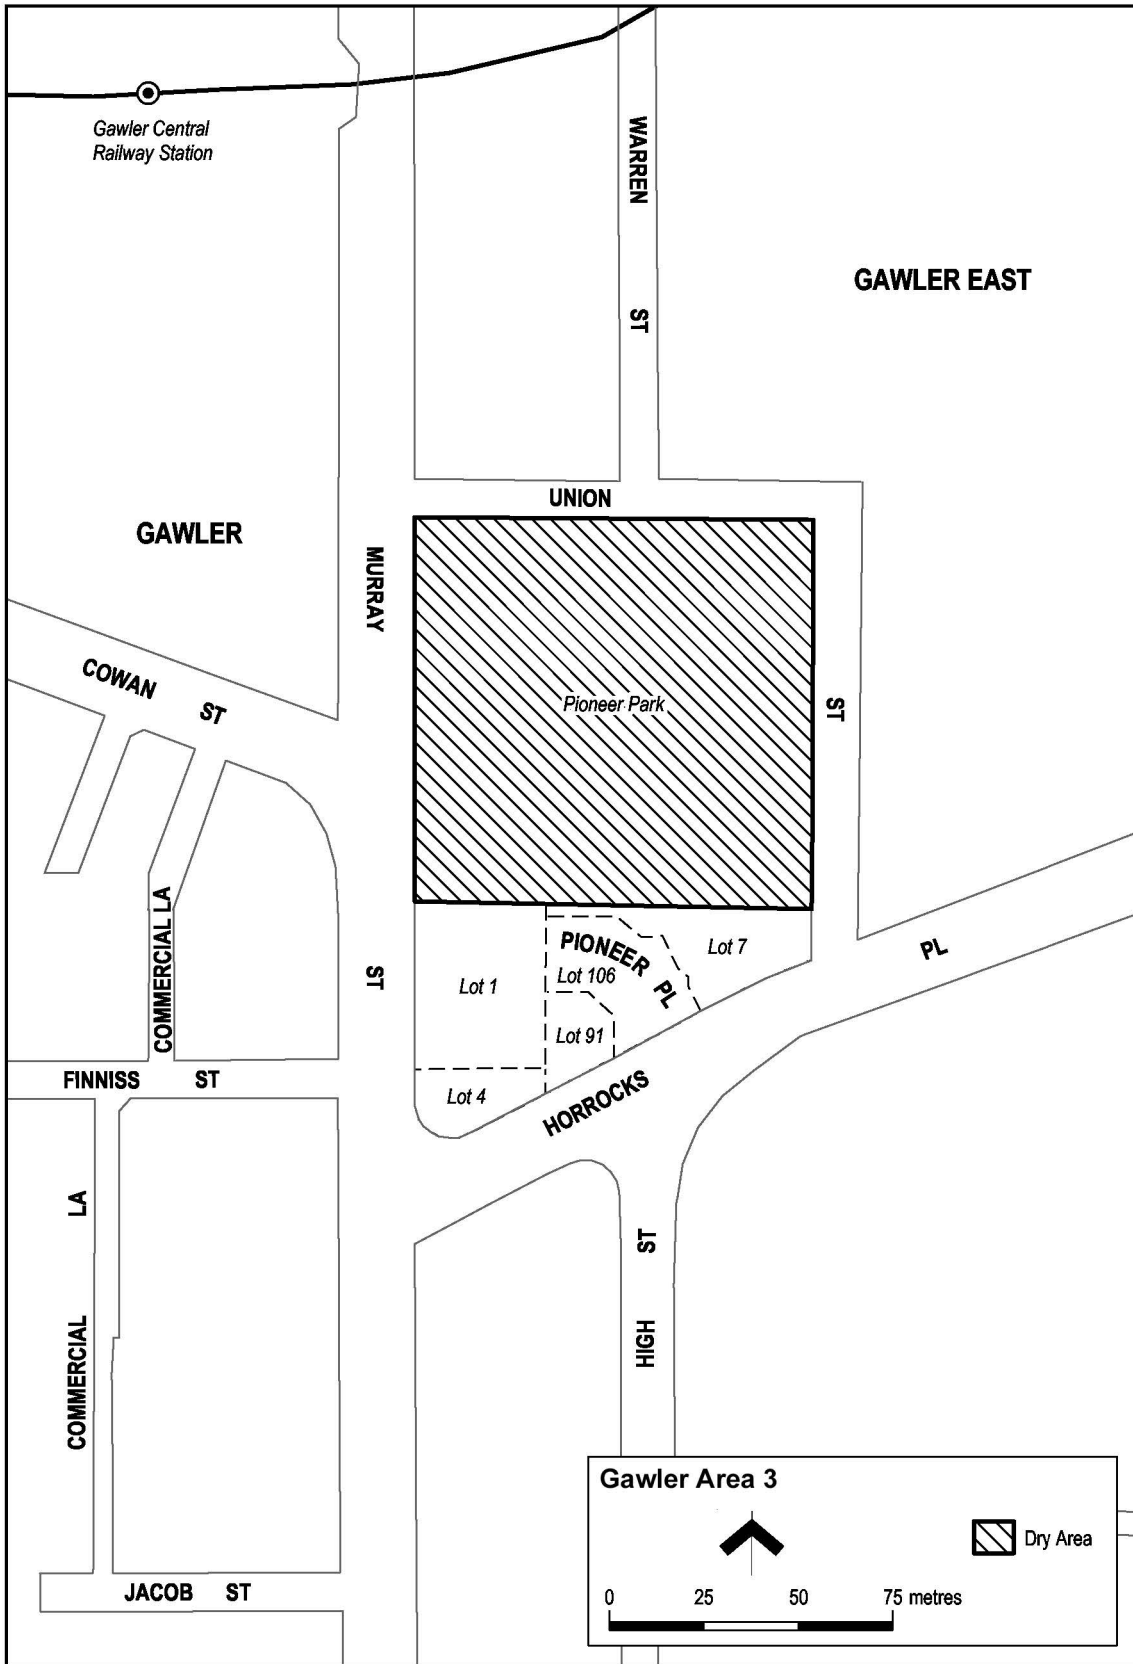 Gawler Central
Railway Station
WARREN
ST
GAWLER EAST
UNION
GAWLER
MURRAY
COWAN
ST
Pioneer Park
ST
COMMERCIAL LA
ST
PIONEER
PL
Lot 7
PL
Lot 1
Lot 106
Lot 91
FINNISS ST
Lot 4
HORROCKS
LA
ST
COMMERCIAL
HIGH
Gawler Area 3
Dry Area
0 25 50 75 metres
JACOB ST